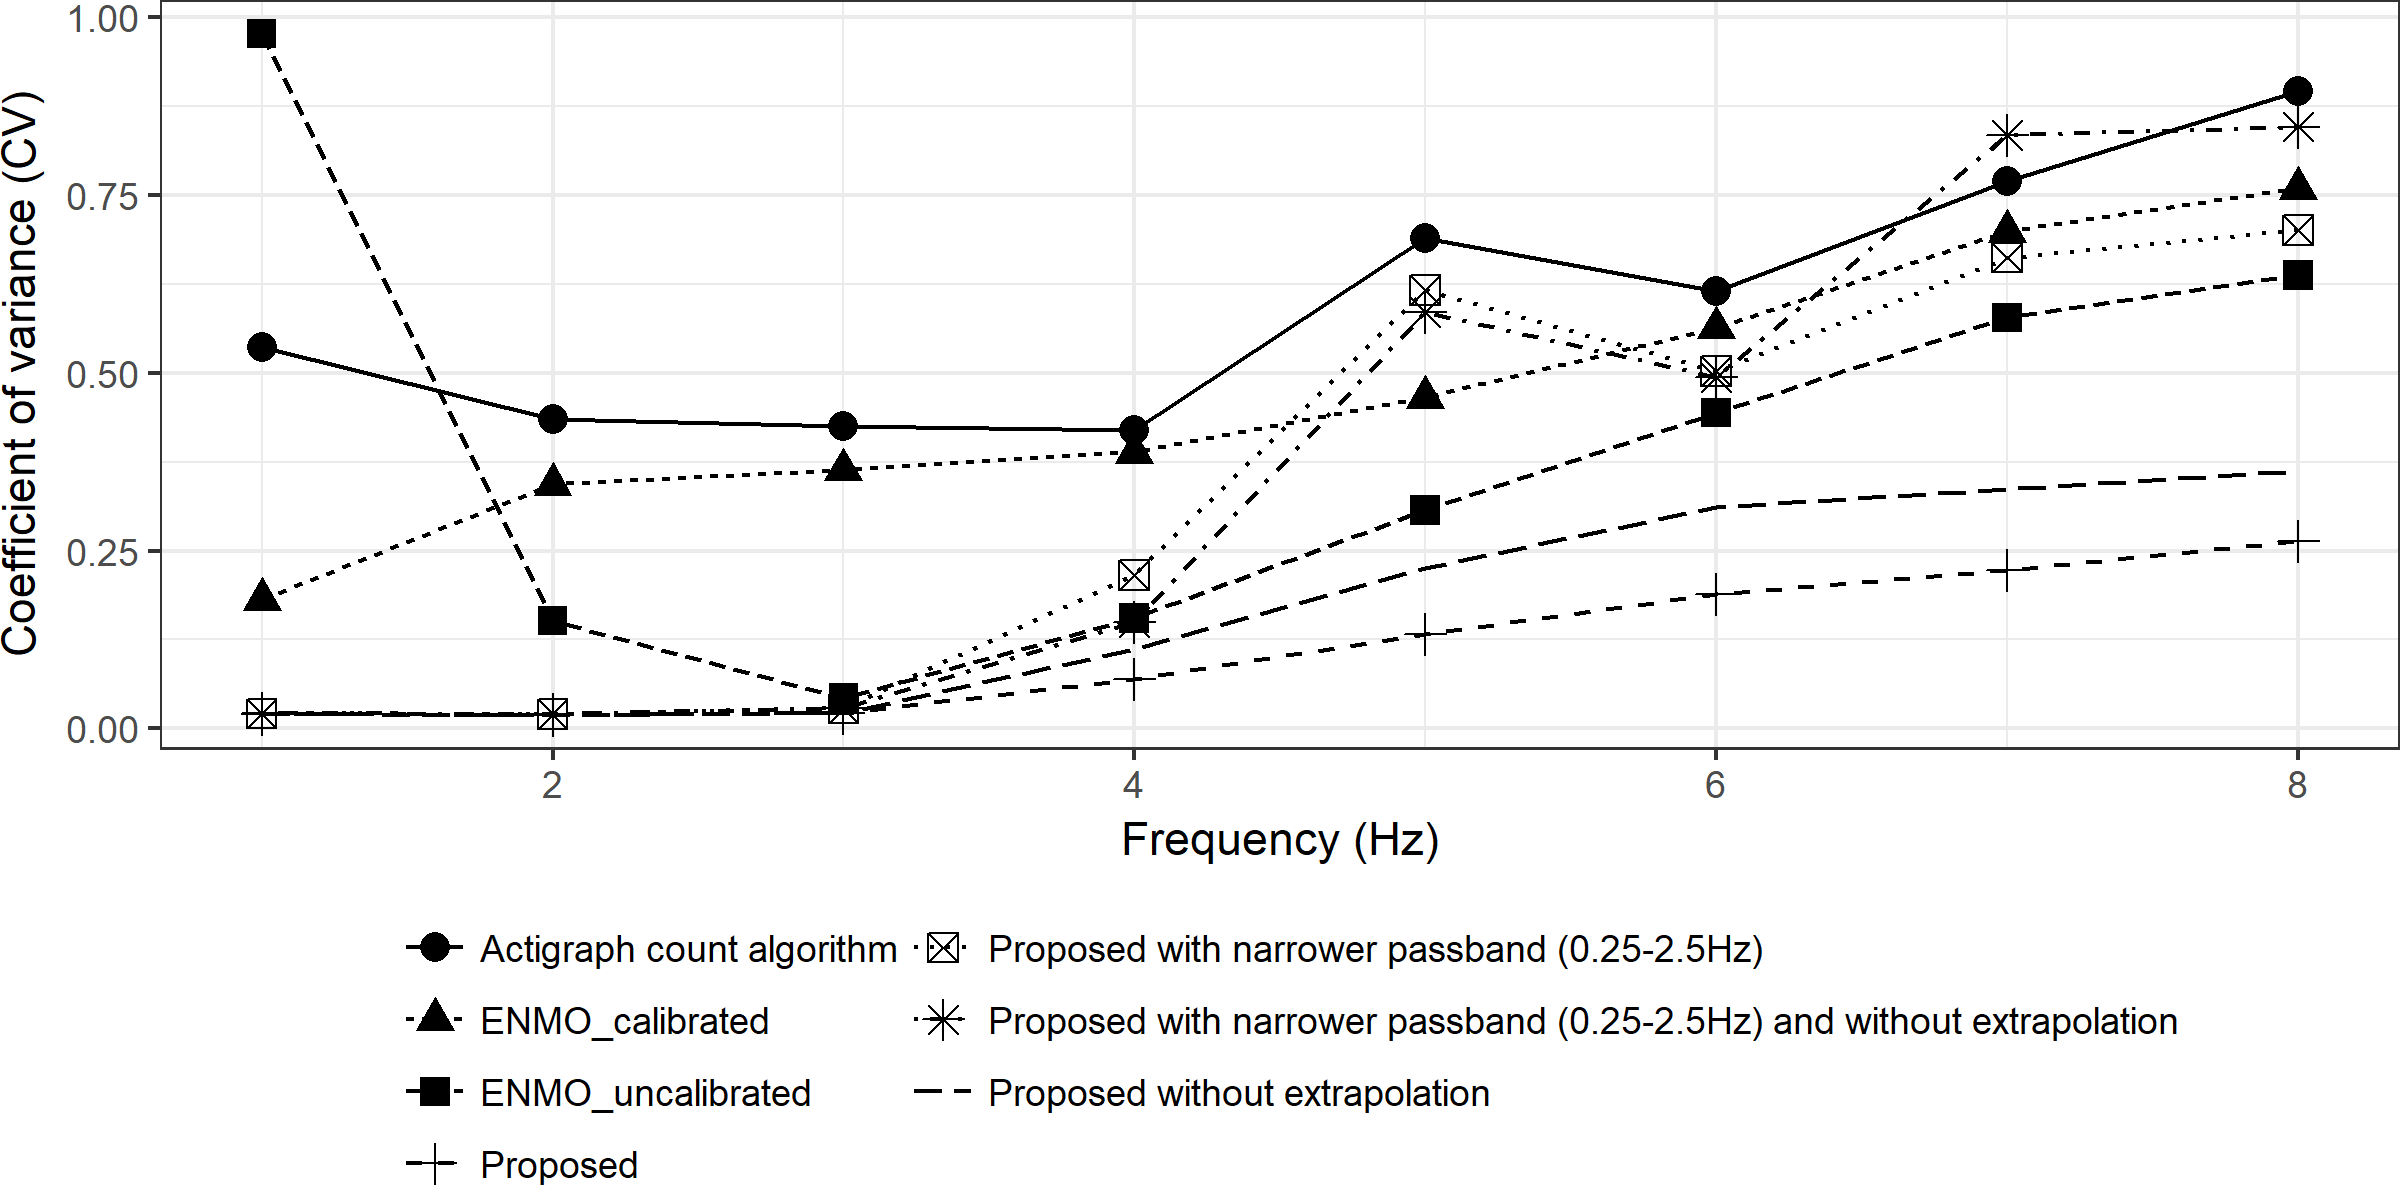 1.00
0.75
0.50
0.25
0.00
Coefficient of variance (CV)
2 4 6 8
Frequency (Hz)
Actigraph count algorithm
ENMO_calibrated
ENMO_uncalibrated
Proposed
Proposed with narrower passband (0.25-2.5Hz)
Proposed with narrower passband (0.25-2.5Hz) and without extrapolation
Proposed without extrapolation